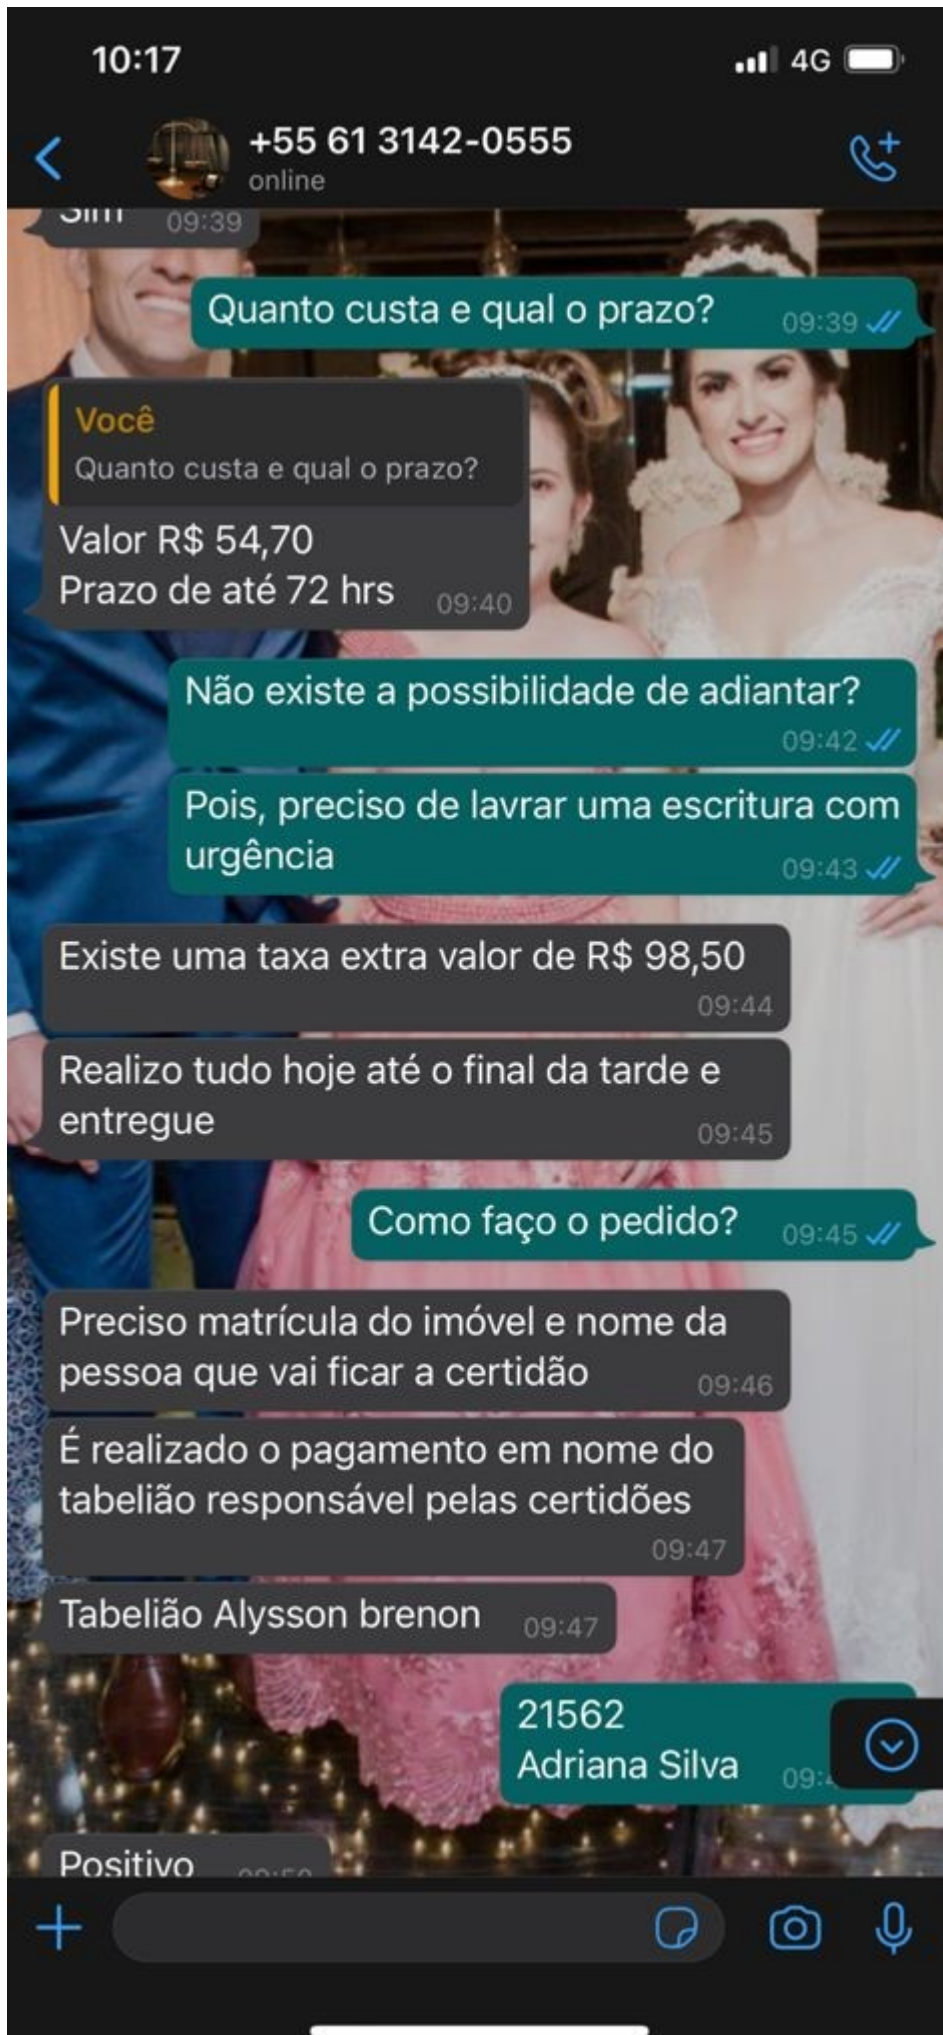 10:17
4G
+55 61 3142-0555
online
Sim 09:39
Quanto custa e qual o prazo? 09:39
Você
Quanto custa e qual o prazo?
Valor R$ 54,70
Prazo de até 72 hrs 09:40
Não existe a possibilidade de adiantar?
09:42
Pois, preciso de lavrar uma escritura com
urgência 09:43
Existe uma taxa extra valor de R$ 98,50
09:44
Realizo tudo hoje até o final da tarde e
entregue 09:45
Como faço o pedido? 09:45
Preciso matrícula do imóvel e nome da
pessoa que vai ficar a certidão 09:46
É realizado o pagamento em nome do
tabelião responsável pelas certidões
09:47
Tabelião Alysson brenon 09:47
21562
Adriana Silva
Positivo